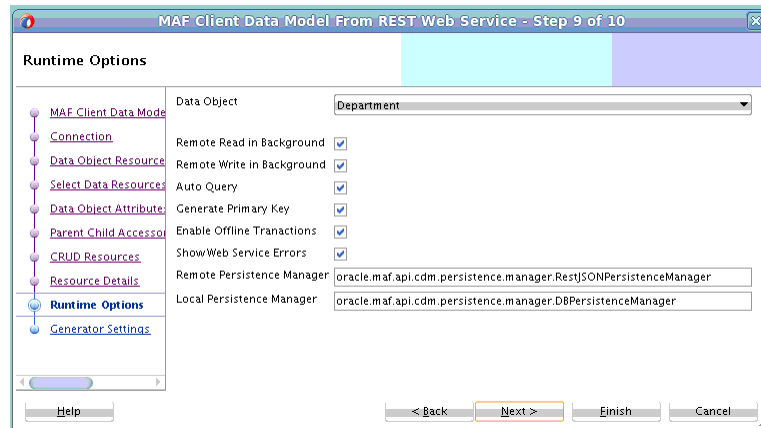 MAF Client Data Model From REST Web Service - Step 9 of 10
Runtime Options
MAF Client Data Mode
Connection
Data Object Resource
Select Data Resources
Data Object Attribute:
Parent Child Accessor
CRUD Resources
Resource Details
Runtime Options
Generator Settings
Data Object
Department
Remote Read in Background
Remote Write in Background
Auto Query
Generate Primary Key
Enable Offline Tranactions
Show Web Service Errors
Remote Persistence Manager oracle.maf.api.cdm.persistence.manager.RestJSONPersistenceManager
Local Persistence Manager oracle.maf.api.cdm.persistence.manager.DBPersistenceManager
Help < Back Next > Finish Cancel